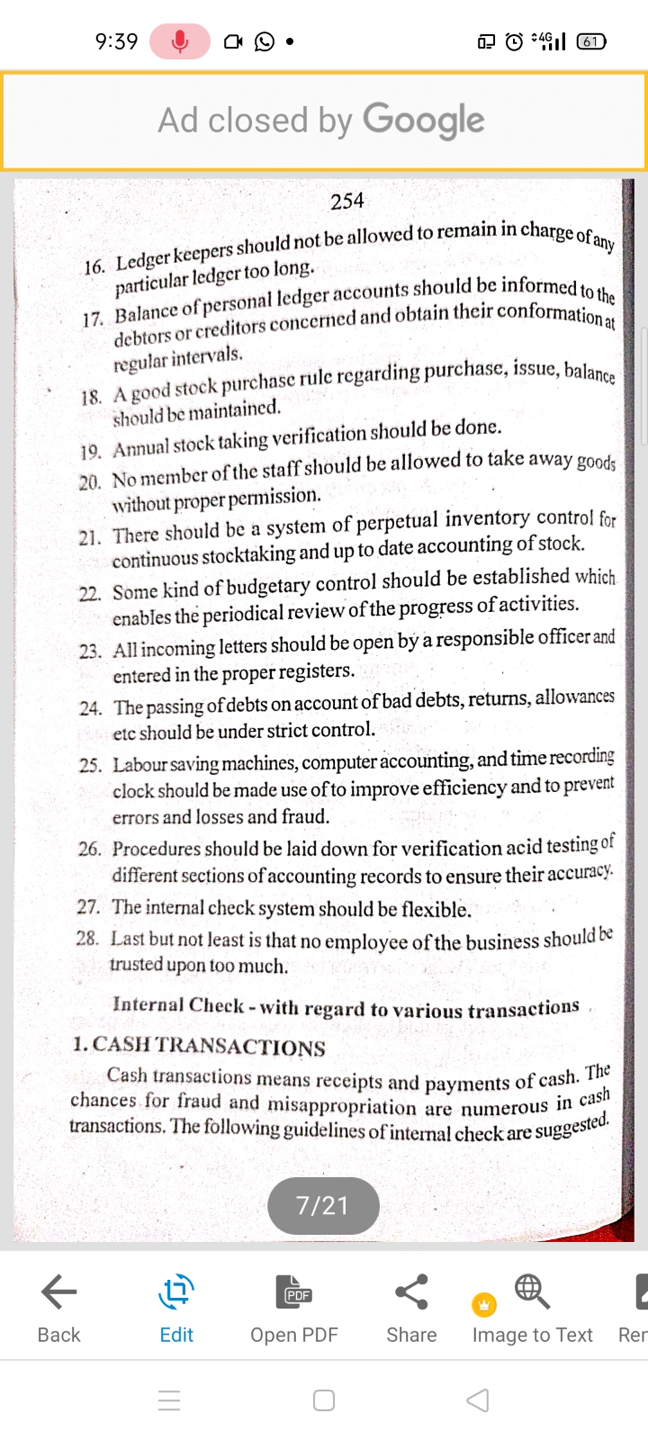 9:39
4G
61
Ad closed by Google
254
16. Ledger keepers should not be allowed to remain in charge of any
particular ledger too long.
17. Balance of personal ledger accounts should be informed to the
debtors or creditors concerned and obtain their conformation at
regular intervals.
18. A good stock purchase rule regarding purchase, issue, balance
should be maintained.
19. Annual stock taking verification should be done.
20. No member of the staff should be allowed to take away goods
without proper permission.
21. There should be a system of perpetual inventory control for
continuous stocktaking and up to date accounting of stock.
22. Some kind of budgetary control should be established which
enables the periodical review of the progress of activities.
23. All incoming letters should be open by a responsible officer and
entered in the proper registers.
24. The passing of debts on account of bad debts, returns, allowances
etc should be under strict control.
25. Labour saving machines, computer accounting, and time recording
clock should be made use of to improve efficiency and to prevent
errors and losses and fraud.
26. Procedures should be laid down for verification acid testing of
different sections of accounting records to ensure their accuracy.
27. The internal check system should be flexible.
28. Last but not least is that no employee of the business should be
trusted upon too much.
Internal Check - with regard to various transactions
1. CASH TRANSACTIONS
Cash transactions means receipts and payments of cash. The
chances for fraud and misappropriation are numerous in cash
transactions. The following guidelines of internal check are suggested.
7/21
PDF
Back Edit Open PDF Share Image to Text Rer